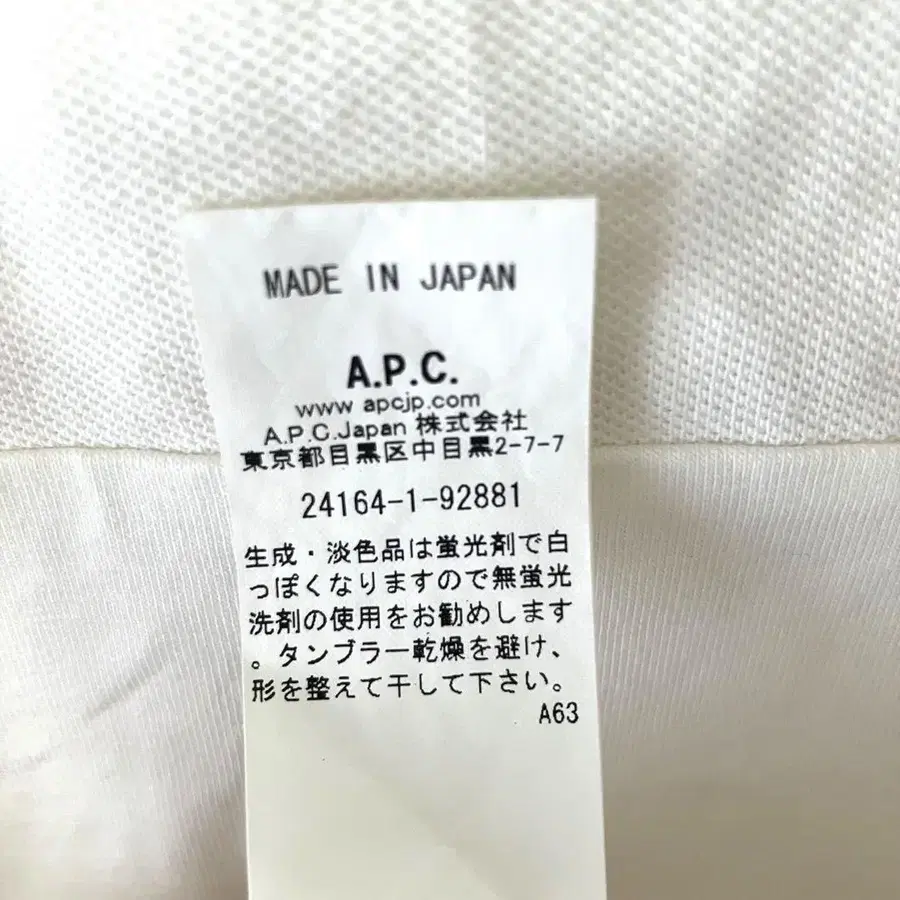 MADE IN JAPAN
A.P.C.
www apcjp.com
A.P.C.Japan 株式会社
東京都目黒区中目黒2-7-7
24164-1-92881
生成・淡色品は蛍光剤で白
っぽくなりますので無蛍光
洗剤の使用をお勧めします
。タンブラー乾燥を避け、
形を整えて干して下さい。
A63